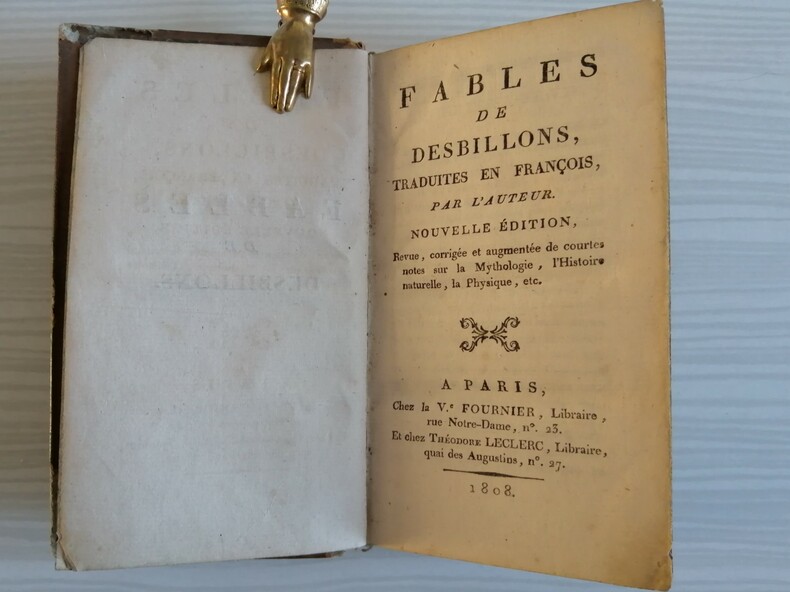 FABLES
DE
DESBILLONS,
TRADUITES EN FRANÇOIS,
PAR L'AUTEUR.
NOUVELLE ÉDITION,
Revue, corrigée et augmentée de courtes
notes sur la Mythologie, l'Histoire
naturelle, la Physique, etc.
A PARIS,
Chez la V.e FOURNIER, Libraire,
rue Notre-Dame, n°. 23.
Et chez THÉODORE LECLERC, Libraire,
quai des Augustins, n°. 27.
1808.